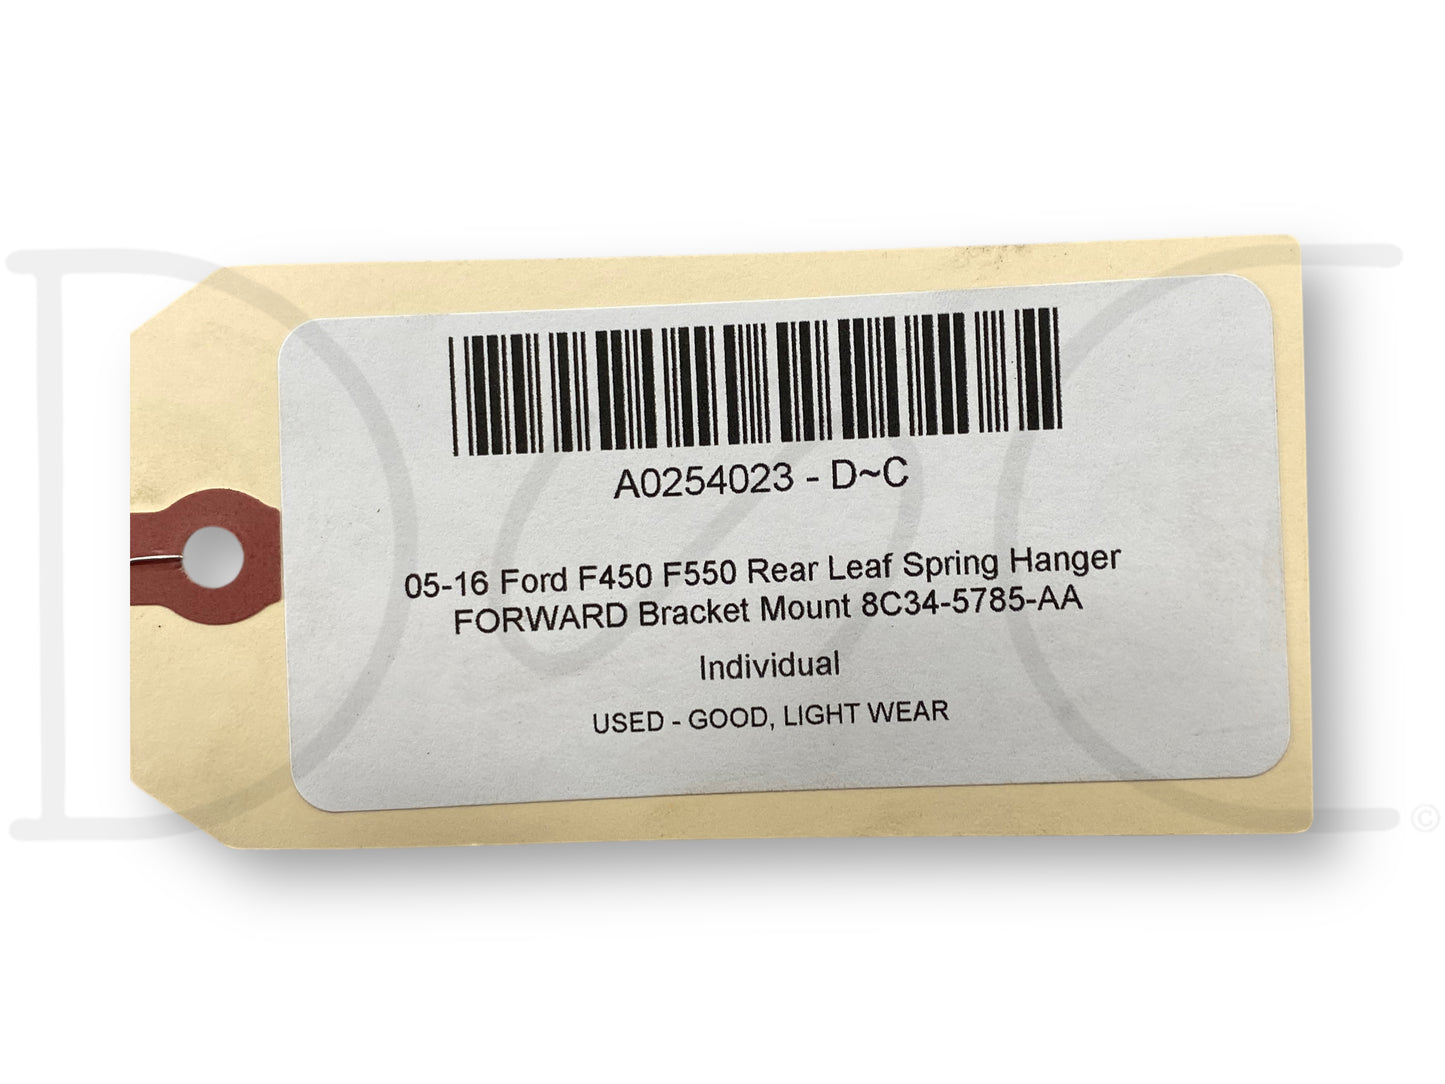 A0254023 - D~C
05-16 Ford F450 F550 Rear Leaf Spring Hanger
FORWARD Bracket Mount 8C34-5785-AA
Individual
USED - GOOD, LIGHT WEAR
D~C
©